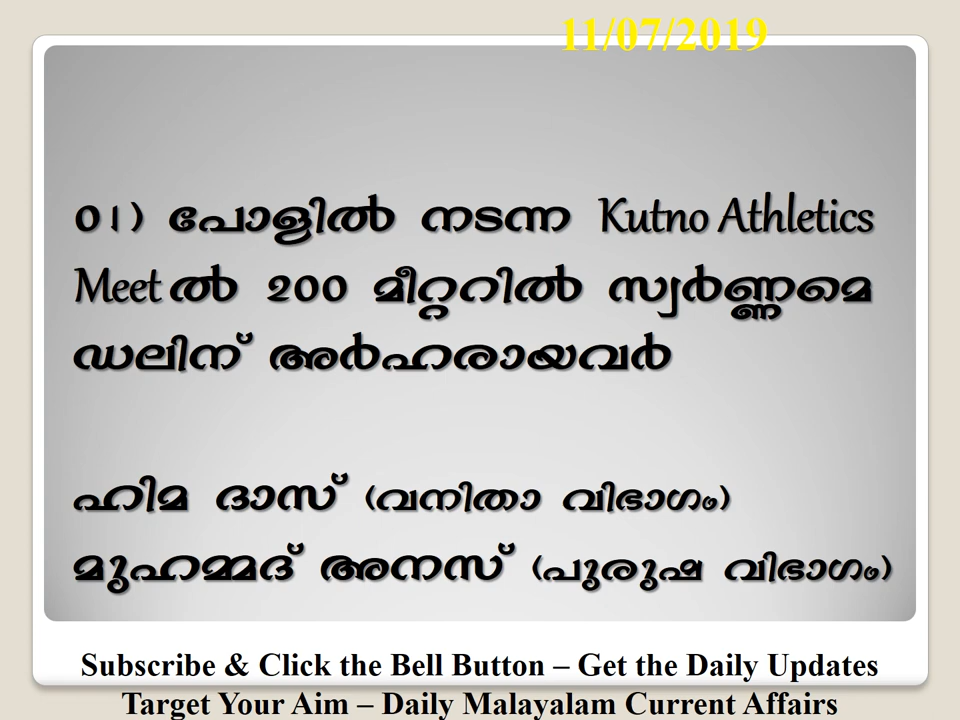 11/07/2019
01) പോളിൽ നടന്ന Kutno Athletics
Meet ൽ 200 മീറ്ററിൽ സ്വർണ്ണമെ
ഡലിന് അർഹരായവർ
ഹിമ ദാസ് (വനിതാ വിഭാഗം)
മുഹമ്മദ് അനസ് (പുരുഷ വിഭാഗം)
Subscribe & Click the Bell Button – Get the Daily Updates
Target Your Aim – Daily Malayalam Current Affairs